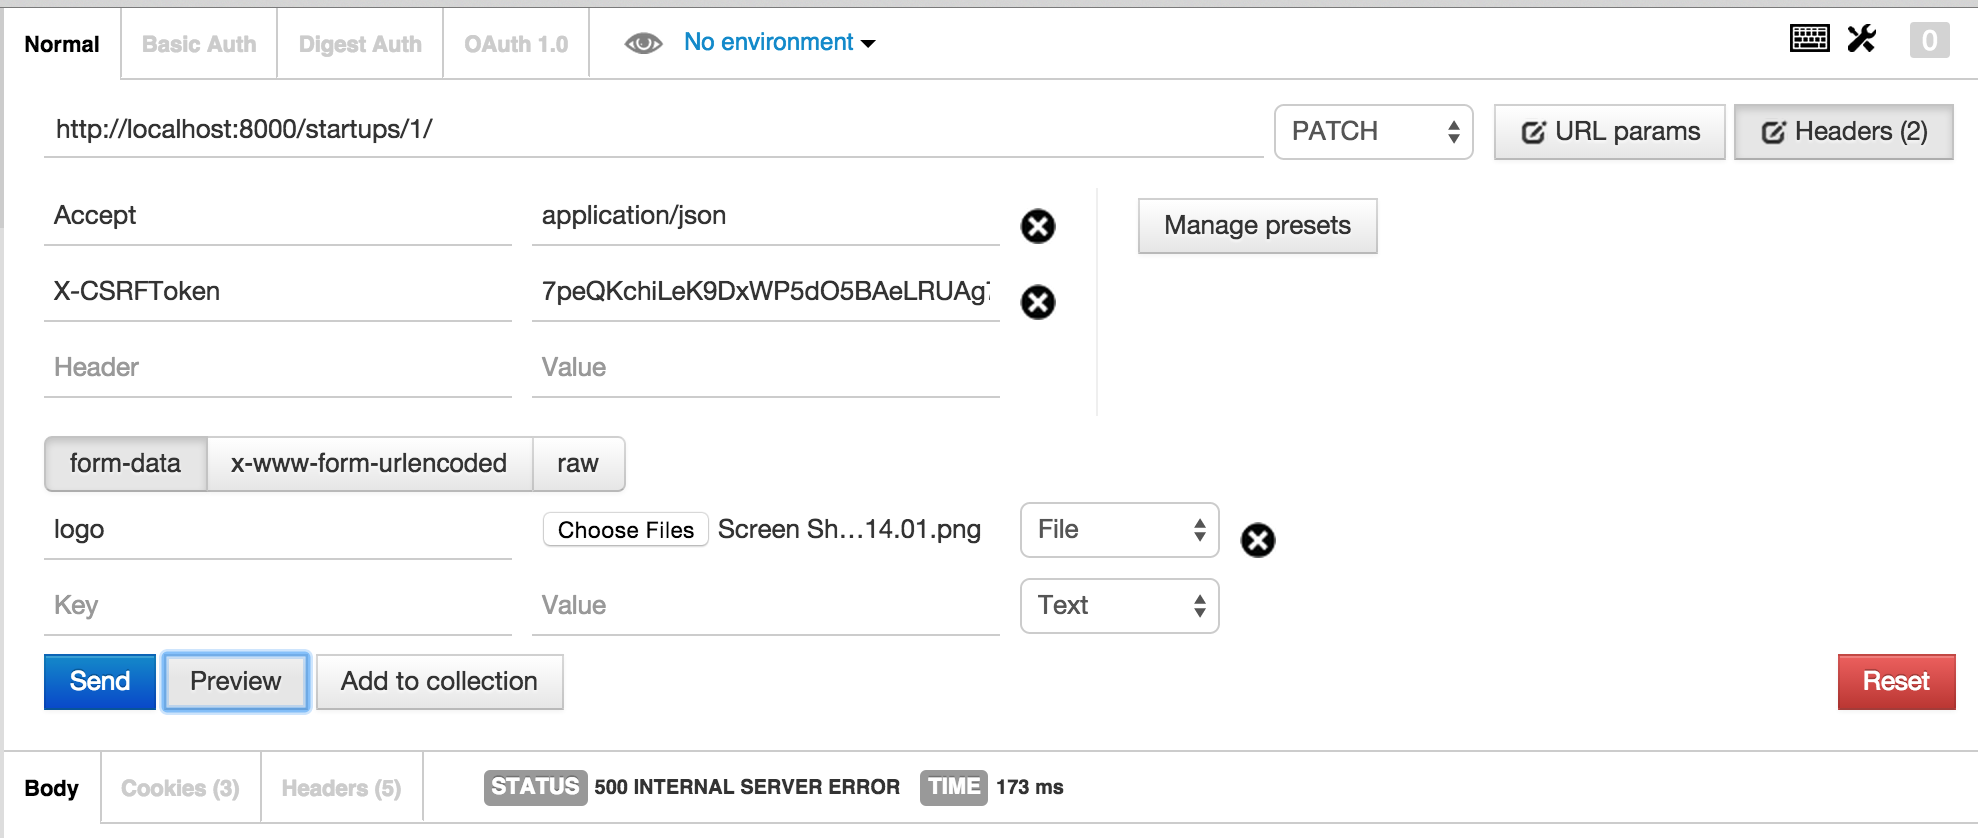 Normal Basic Auth Digest Auth OAuth 1.0 No environment 0
http://localhost:8000/startups/1/ PATCH URL params Headers (2)
Accept application/json Manage presets
X-CSRFToken 7peQKchiLeK9DxWP5dO5BAeLRUAg
Header Value
form-data x-www-form-urlencoded raw
logo Choose Files Screen Sh...14.01.png File
Key Value Text
Send Preview Add to collection Reset
Body Cookies (3) Headers (5) STATUS 500 INTERNAL SERVER ERROR TIME 173 ms